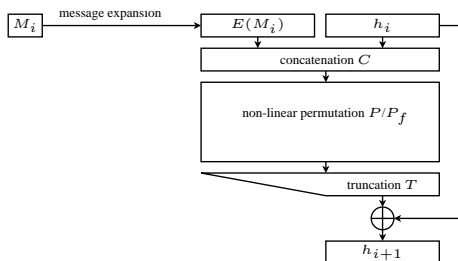 message expansion
M_i E(M_i) h_i
concatenation C
non-linear permutation P/P_f
truncation T
h_{i+1}